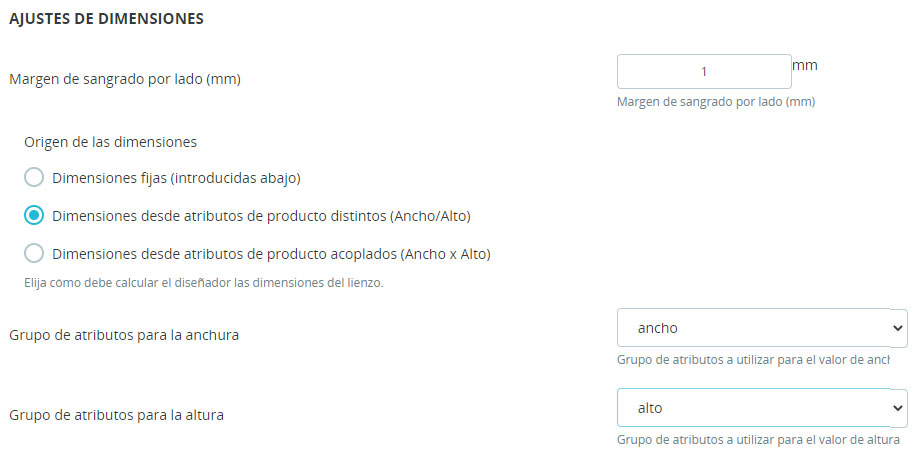 AJUSTES DE DIMENSIONES
Margen de sangrado por lado (mm)
1
mm
Margen de sangrado por lado (mm)
Origen de las dimensiones
Dimensiones fijas (introducidas abajo)
Dimensiones desde atributos de producto distintos (Ancho/Alto)
Dimensiones desde atributos de producto acoplados (Ancho x Alto)
Elija cómo debe calcular el diseñador las dimensiones del lienzo.
Grupo de atributos para la anchura
ancho
Grupo de atributos a utilizar para el valor de
Grupo de atributos para la altura
alto
Grupo de atributos a utilizar para el valor de altura